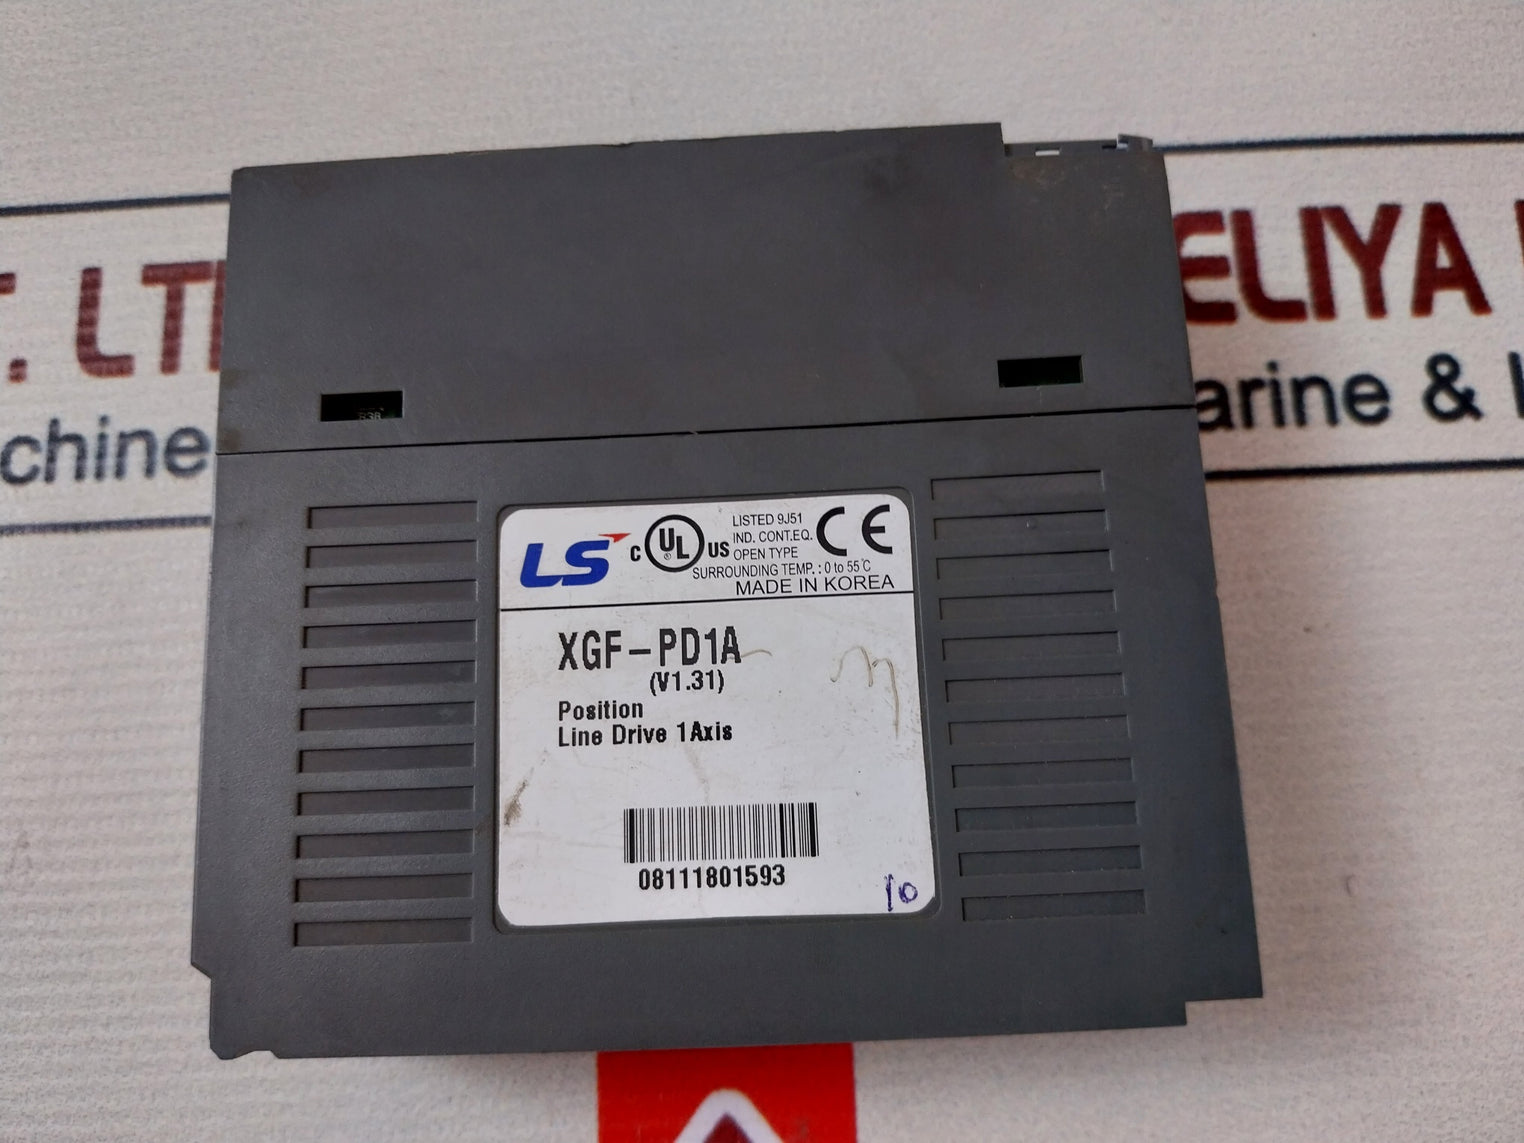 T. LT
ELIYA
chine
arine &
R3B
LS
C UL US
LISTED 9J51
IND. CONT.EQ.
OPEN TYPE
CE
SURROUNDING TEMP. : 0 to 55℃
MADE IN KOREA
XGF-PD1A
(V1.31)
Position
Line Drive 1Axis
08111801593
10